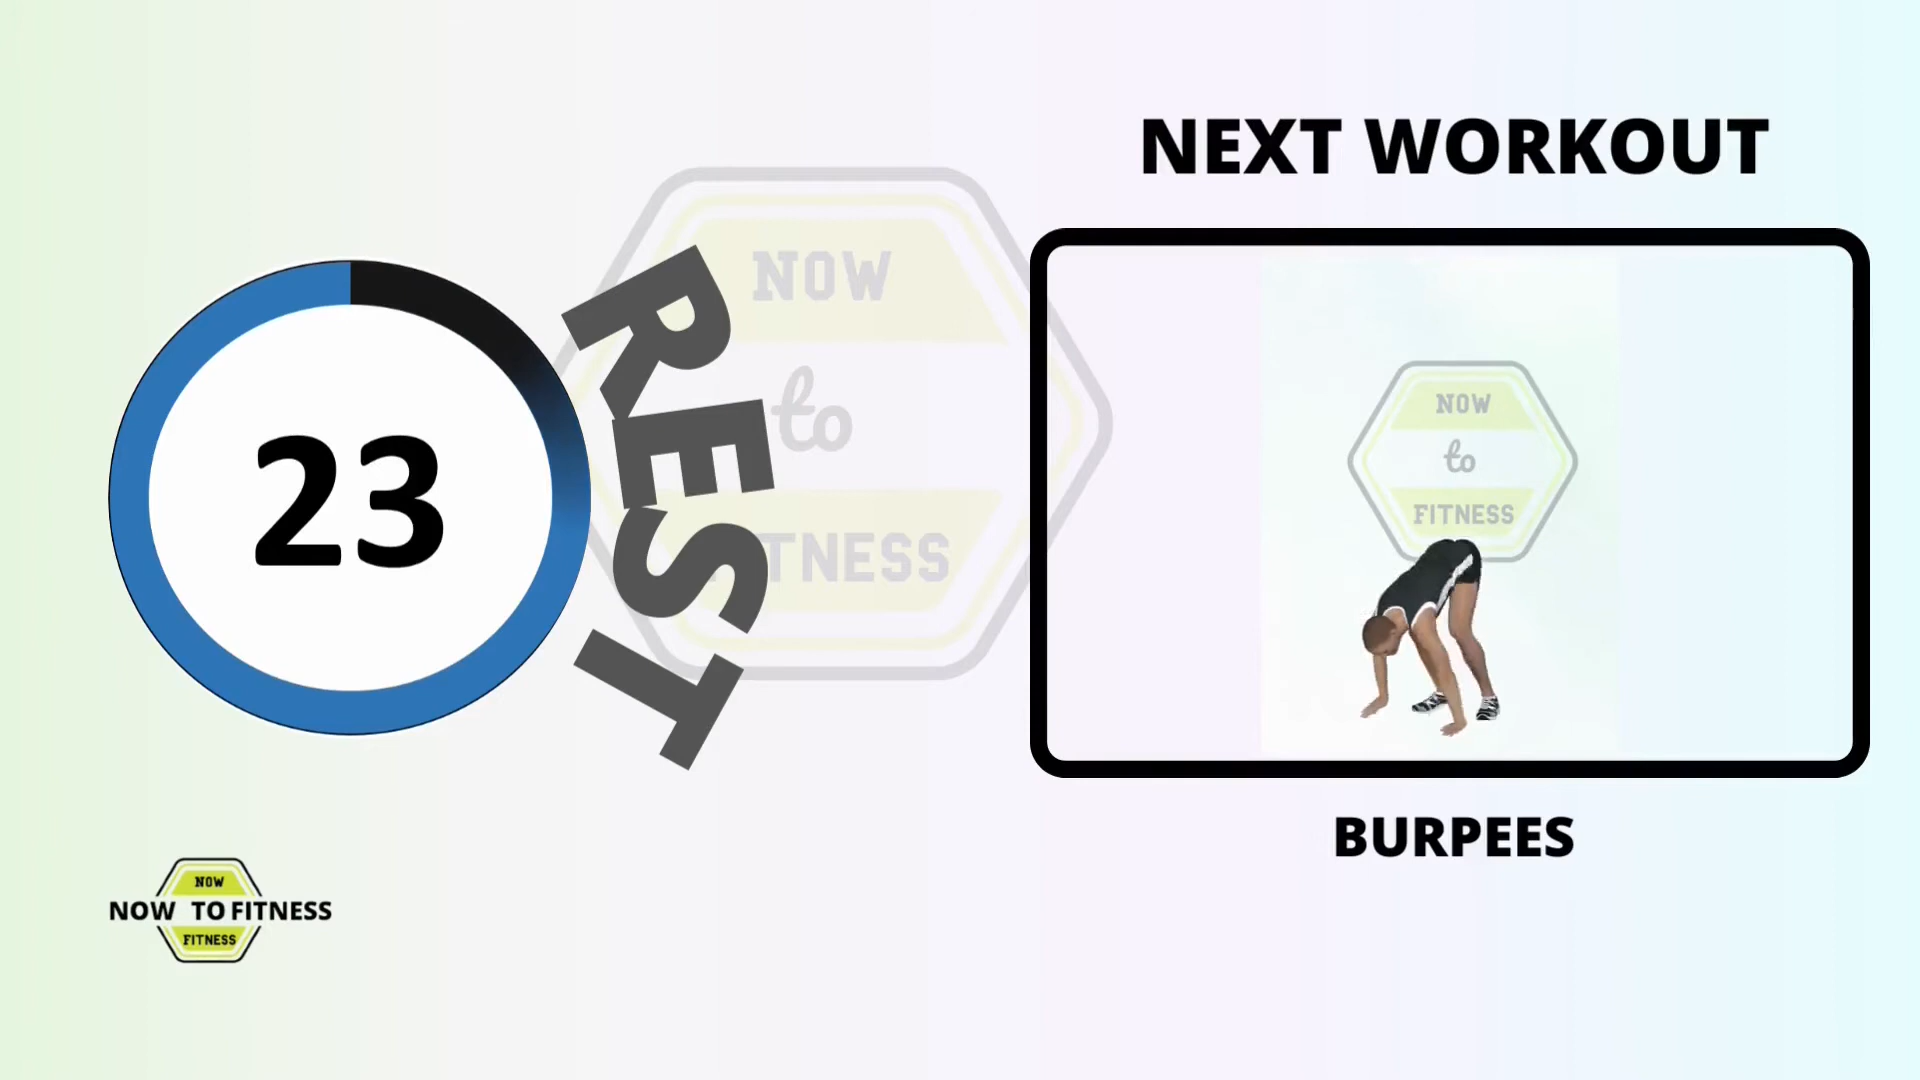 NEXT WORKOUT
NOW
to
FITNESS
REST
23
NOW
to
FITNESS
BURPEES
NOW
NOW TO FITNESS
FITNESS